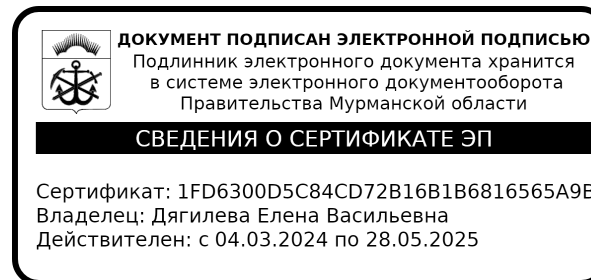 ДОКУМЕНТ ПОДПИСАН ЭЛЕКТРОННОЙ ПОДПИСЬЮ
Подлинник электронного документа хранится
в системе электронного документооборота
Правительства Мурманской области
СВЕДЕНИЯ О СЕРТИФИКАТЕ ЭП
Сертификат: 1FD6300D5C84CD72B16B1B6816565A9B
Владелец: Дягилева Елена Васильевна
Действителен: с 04.03.2024 по 28.05.2025